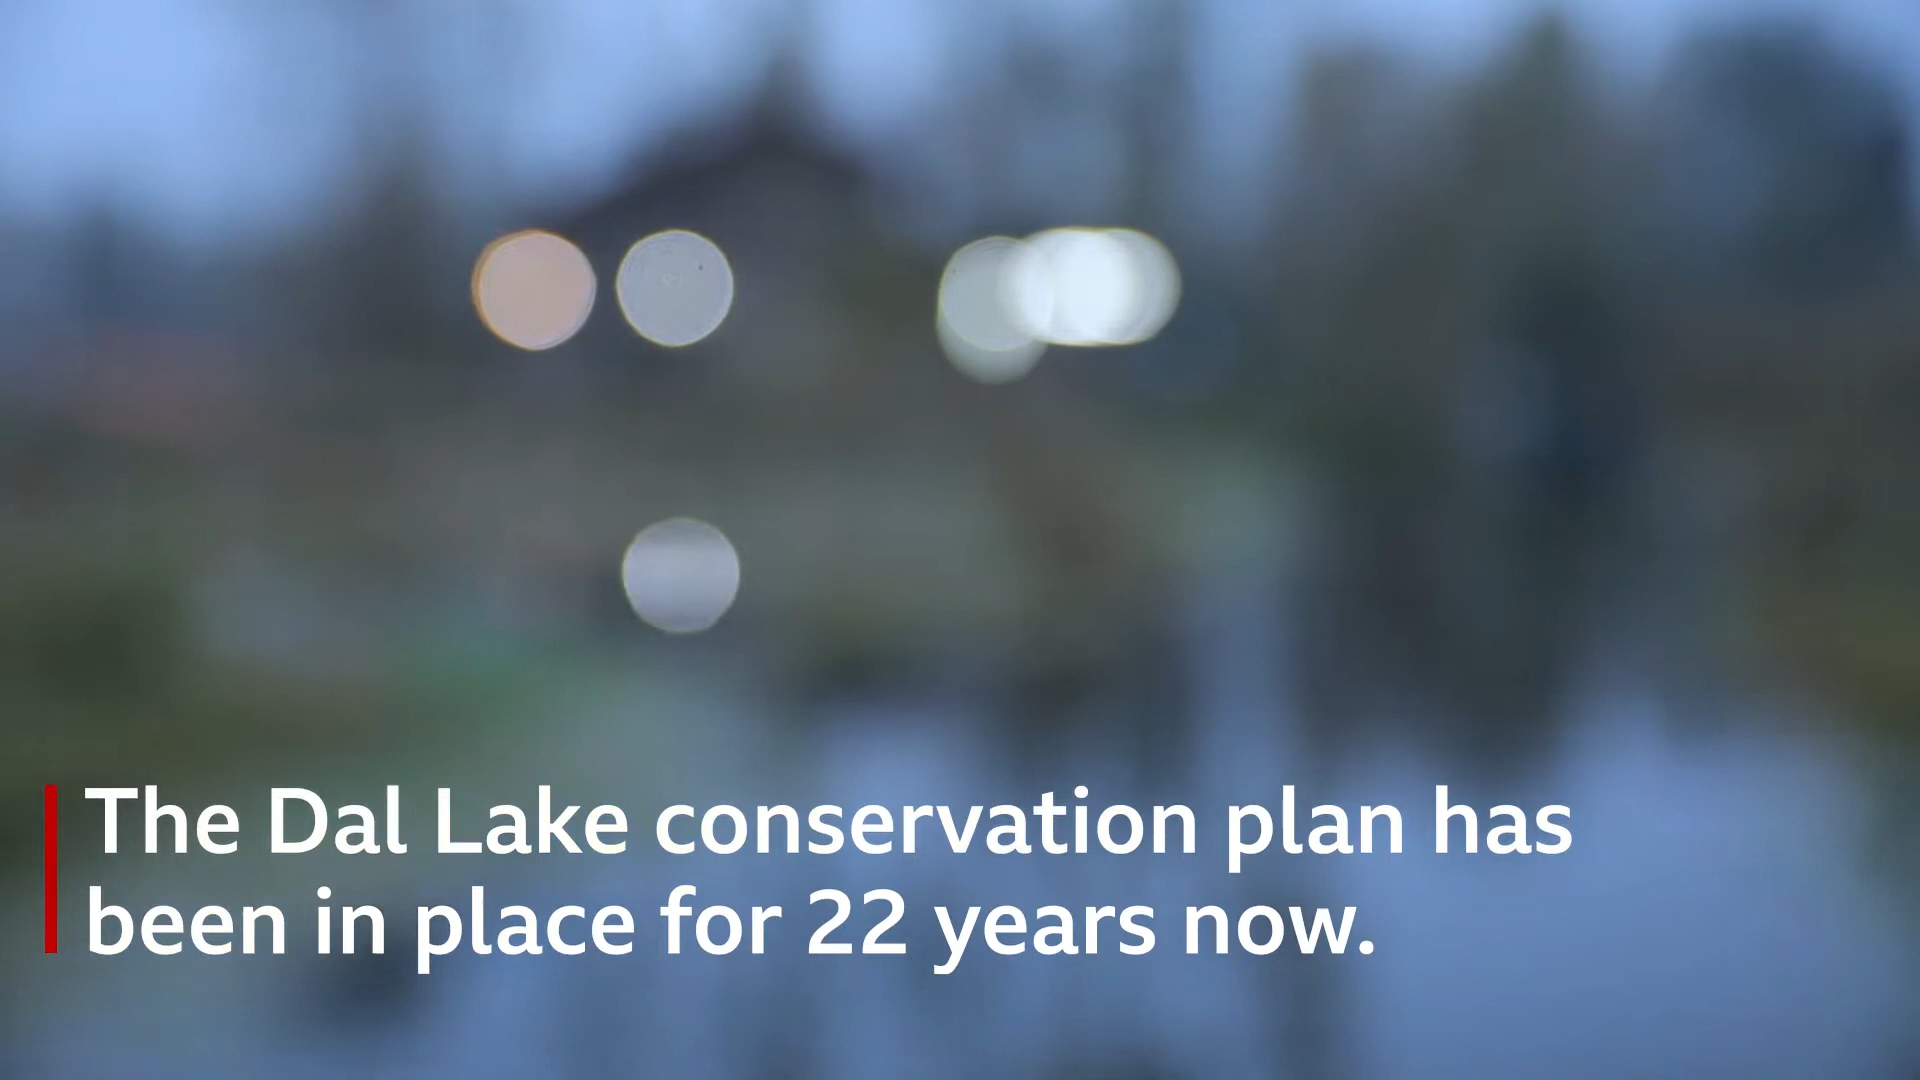 The Dal Lake conservation plan has
been in place for 22 years now.